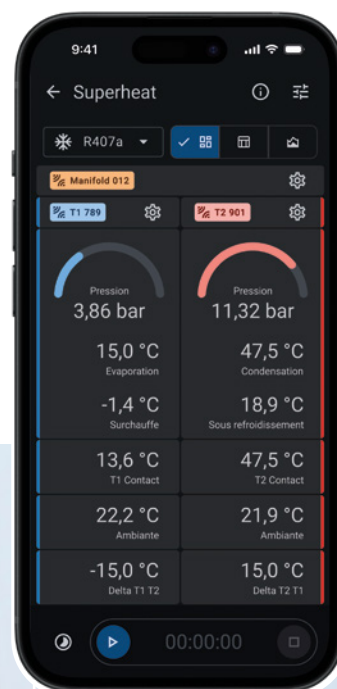 9:41
Superheat
R407a
Manifold 012
T1 789
T2 901
Pression
3,86 bar
Pression
11,32 bar
15,0 °C
Evaporation
47,5 °C
Condensation
-1,4 °C
Surchauffe
18,9 °C
Sous refroidissement
13,6 °C
T1 Contact
47,5 °C
T2 Contact
22,2 °C
Ambiante
21,9 °C
Ambiante
-15,0 °C
Delta T1 T2
15,0 °C
Delta T2 T1
00:00:00